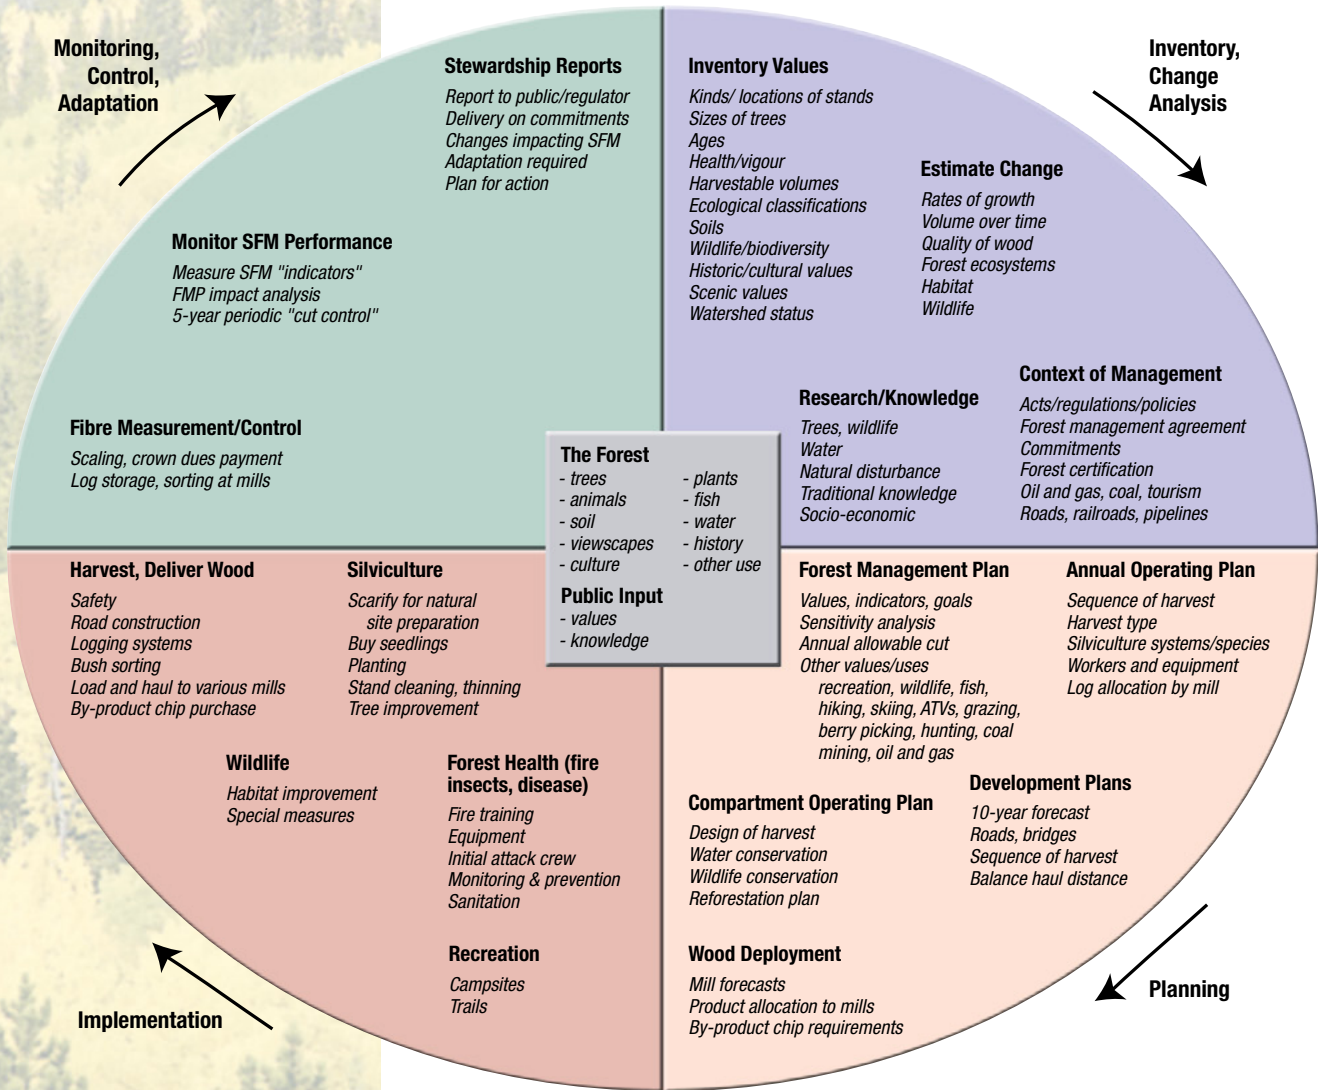 Monitoring,
Control,
Adaptation
Stewardship Reports
Report to public/regulator
Delivery on commitments
Changes impacting SFM
Adaptation required
Plan for action
Monitor SFM Performance
Measure SFM "indicators"
FMP impact analysis
5-year periodic "cut control"
Fibre Measurement/Control
Scaling, crown dues payment
Log storage, sorting at mills
Inventory,
Change
Analysis
Inventory Values
Kinds/ locations of stands
Sizes of trees
Ages
Health/vigour
Harvestable volumes
Ecological classifications
Soils
Wildlife/biodiversity
Historic/cultural values
Scenic values
Watershed status
Estimate Change
Rates of growth
Volume over time
Quality of wood
Forest ecosystems
Habitat
Wildlife
Research/Knowledge
Trees, wildlife
Water
Natural disturbance
Traditional knowledge
Socio-economic
Context of Management
Acts/regulations/policies
Forest management agreement
Commitments
Forest certification
Oil and gas, coal, tourism
Roads, railroads, pipelines
The Forest
- trees
- animals
- soil
- viewscapes
- culture
- plants
- fish
- water
- history
- other use
Public Input
- values
- knowledge
Harvest, Deliver Wood
Safety
Road construction
Logging systems
Bush sorting
Load and haul to various mills
By-product chip purchase
Silviculture
Scarify for natural
site preparation
Buy seedlings
Planting
Stand cleaning, thinning
Tree improvement
Wildlife
Habitat improvement
Special measures
Forest Health (fire
insects, disease)
Fire training
Equipment
Initial attack crew
Monitoring & prevention
Sanitation
Recreation
Campsites
Trails
Implementation
Forest Management Plan
Values, indicators, goals
Sensitivity analysis
Annual allowable cut
Other values/uses
recreation, wildlife, fish,
hiking, skiing, ATVs, grazing,
berry picking, hunting, coal
mining, oil and gas
Annual Operating Plan
Sequence of harvest
Harvest type
Silviculture systems/species
Workers and equipment
Log allocation by mill
Compartment Operating Plan
Design of harvest
Water conservation
Wildlife conservation
Reforestation plan
Development Plans
10-year forecast
Roads, bridges
Sequence of harvest
Balance haul distance
Wood Deployment
Mill forecasts
Product allocation to mills
By-product chip requirements
Planning